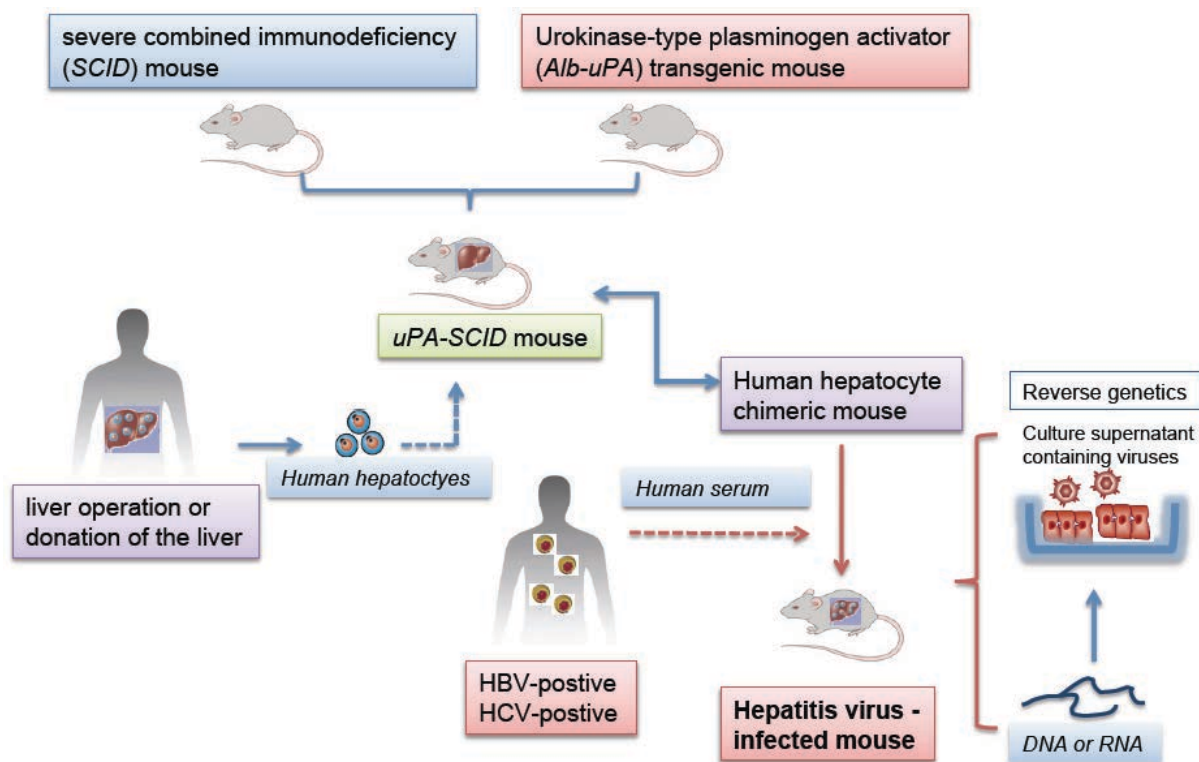 severe combined immunodeficiency
(SCID) mouse
Urokinase-type plasminogen activator
(Alb-uPA) transgenic mouse
uPA-SCID mouse
Human hepatocyte
chimeric mouse
Reverse genetics
Culture supernatant
containing viruses
Human hepatoctyes
liver operation or
donation of the liver
Human serum
HBV-postive
HCV-postive
Hepatitis virus -
infected mouse
DNA or RNA